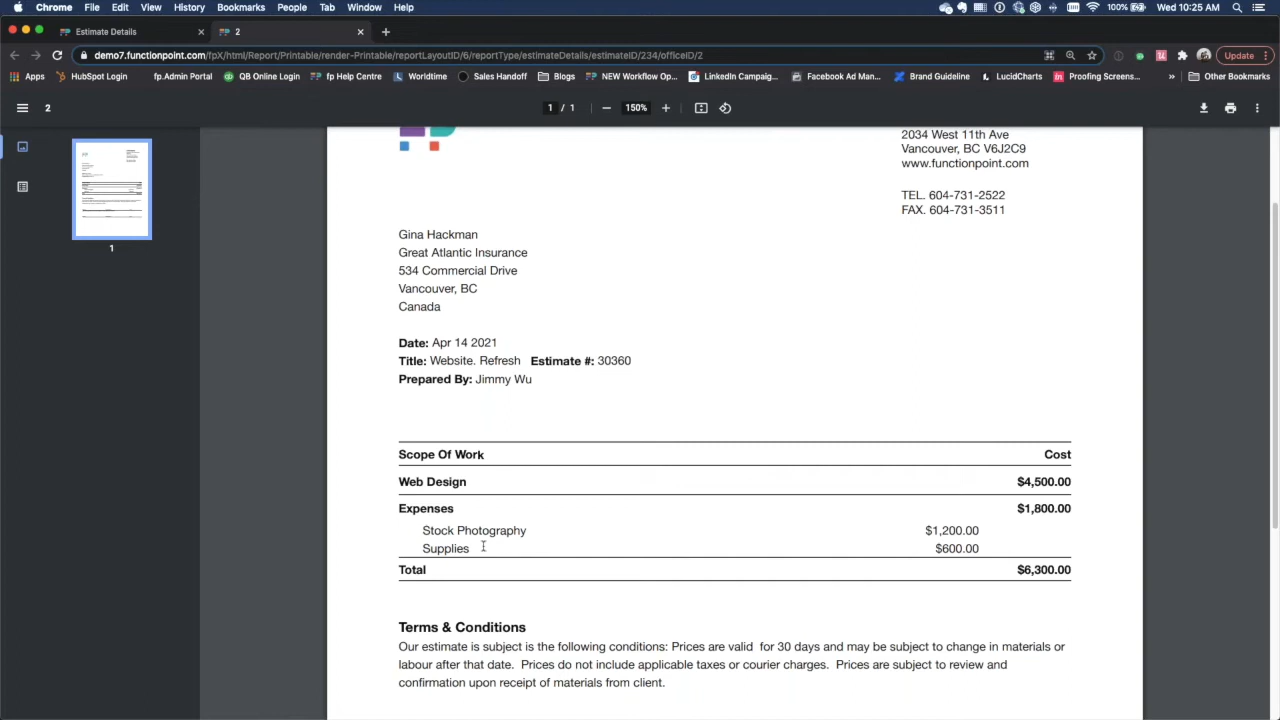 Chrome File Edit View History Bookmarks People Tab Window Help 100% Wed 10:25 AM
Estimate Details 2
demo7.functionpoint.com/fpX/html/Report/Printable/render-Printable/reportLayoutID/6/reportType/estimateDetails/estimateID/234/officeID/2 Update
Apps HubSpot Login fp.Admin Portal QB Online Login fp Help Centre Worldtime Sales Handoff Blogs NEW Workflow Op... LinkedIn Campaig... Facebook Ad Man... Brand Guideline LucidCharts Proofing Screens... » Other Bookmarks
2 1 / 1 150%
2034 West 11th Ave
Vancouver, BC V6J2C9
www.functionpoint.com
TEL. 604-731-2522
FAX. 604-731-3511
1
Gina Hackman
Great Atlantic Insurance
534 Commercial Drive
Vancouver, BC
Canada
Date: Apr 14 2021
Title: Website. Refresh Estimate #: 30360
Prepared By: Jimmy Wu
Scope Of Work Cost
Web Design $4,500.00
Expenses $1,800.00
Stock Photography $1,200.00
Supplies $600.00
Total $6,300.00
Terms & Conditions
Our estimate is subject is the following conditions: Prices are valid for 30 days and may be subject to change in materials or
labour after that date. Prices do not include applicable taxes or courier charges. Prices are subject to review and
confirmation upon receipt of materials from client.